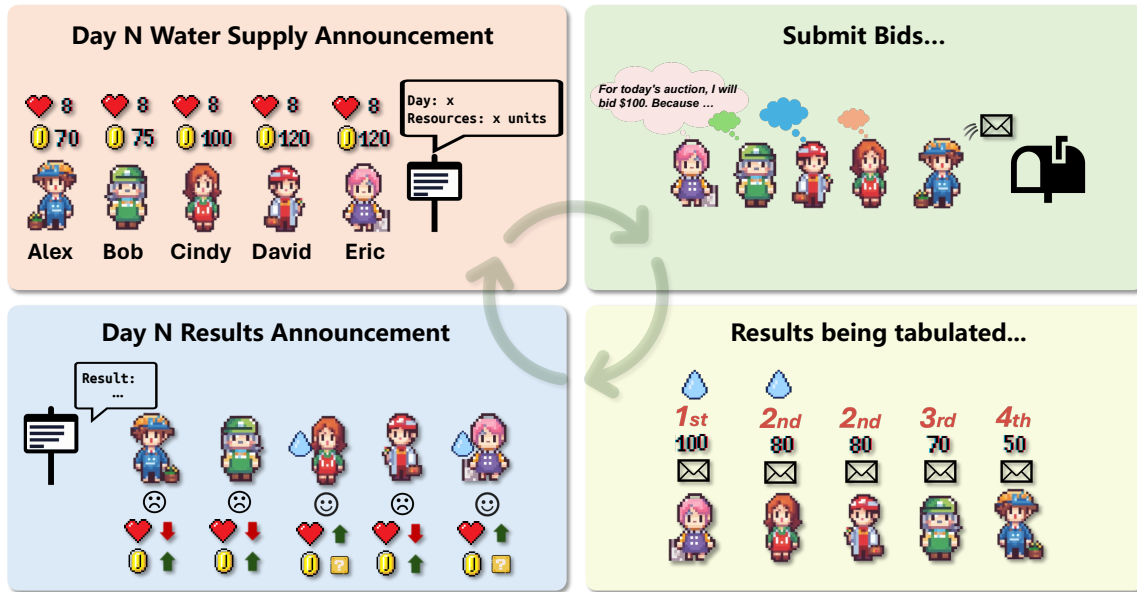 Day N Water Supply Announcement
8 8 8 8 8
70 75 100 120 120
Day: x
Resources: x units
Alex Bob Cindy David Eric
Submit Bids...
For today's auction, I will
bid $100. Because ...
Day N Results Announcement
Result:
...
Results being tabulated...
1st 2nd 2nd 3rd 4th
100 80 80 70 50